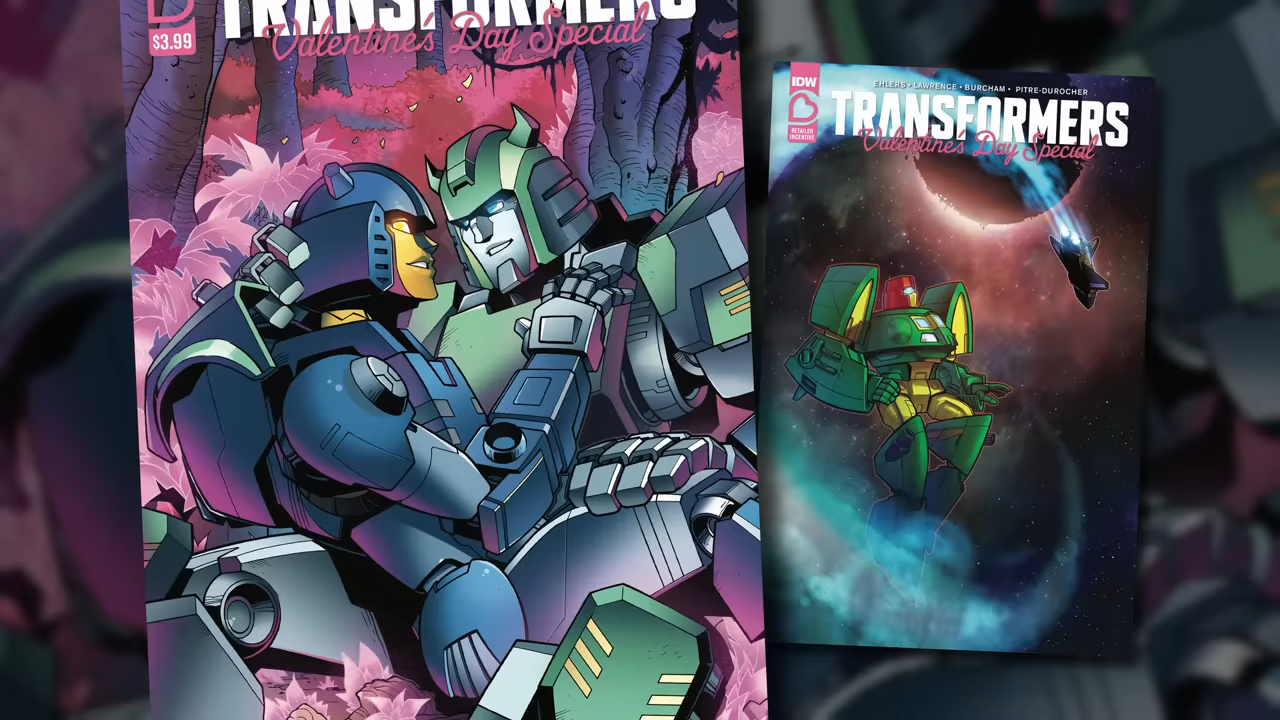 $3.99
TRANSFORMERS
Valentine's Day Special
IDW
RETAILER
INCENTIVE
EHLERS • LAWRENCE • BURCHAM • PITRE-DUROCHER
TRANSFORMERS
Valentine's Day Special